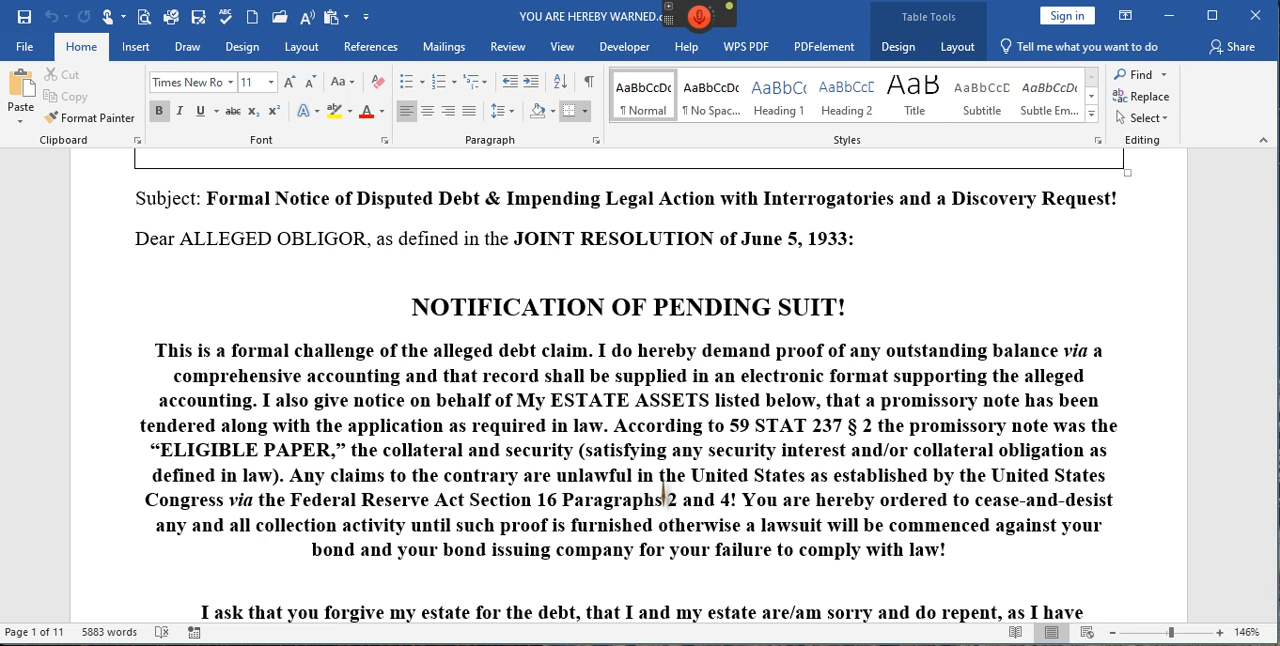 YOU ARE HEREBY WARNED.
Table Tools
Sign in
File Home Insert Draw Design Layout References Mailings Review View Developer Help WPS PDF PDFelement Design Layout Tell me what you want to do Share
Paste
Cut
Copy
Format Painter
Times New Ro 11
AaBbCcDc AaBbCcDc AaBbCc AaBbCcC AaB AaBbCcD AaBbCcDc
¶ Normal ¶ No Spac... Heading 1 Heading 2 Title Subtitle Subtle Em...
Find
Replace
Select
Clipboard Font Paragraph Styles Editing
Subject: Formal Notice of Disputed Debt & Impending Legal Action with Interrogatories and a Discovery Request!
Dear ALLEGED OBLIGOR, as defined in the JOINT RESOLUTION of June 5, 1933:
NOTIFICATION OF PENDING SUIT!
This is a formal challenge of the alleged debt claim. I do hereby demand proof of any outstanding balance via a
comprehensive accounting and that record shall be supplied in an electronic format supporting the alleged
accounting. I also give notice on behalf of My ESTATE ASSETS listed below, that a promissory note has been
tendered along with the application as required in law. According to 59 STAT 237 § 2 the promissory note was the
“ELIGIBLE PAPER,” the collateral and security (satisfying any security interest and/or collateral obligation as
defined in law). Any claims to the contrary are unlawful in the United States as established by the United States
Congress via the Federal Reserve Act Section 16 Paragraphs 2 and 4! You are hereby ordered to cease-and-desist
any and all collection activity until such proof is furnished otherwise a lawsuit will be commenced against your
bond and your bond issuing company for your failure to comply with law!
I ask that you forgive my estate for the debt, that I and my estate are/am sorry and do repent, as I have
Page 1 of 11 5883 words 146%